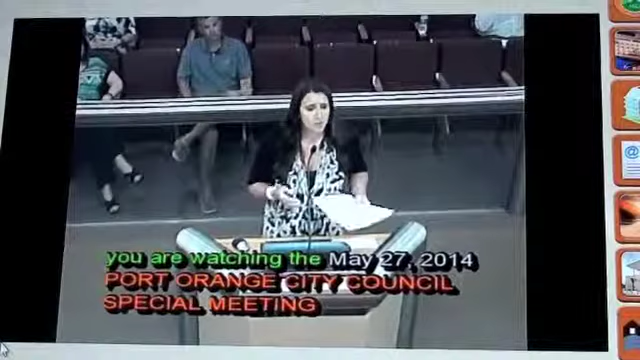 you are watching the May 27, 2014
PORT ORANGE CITY COUNCIL
SPECIAL MEETING